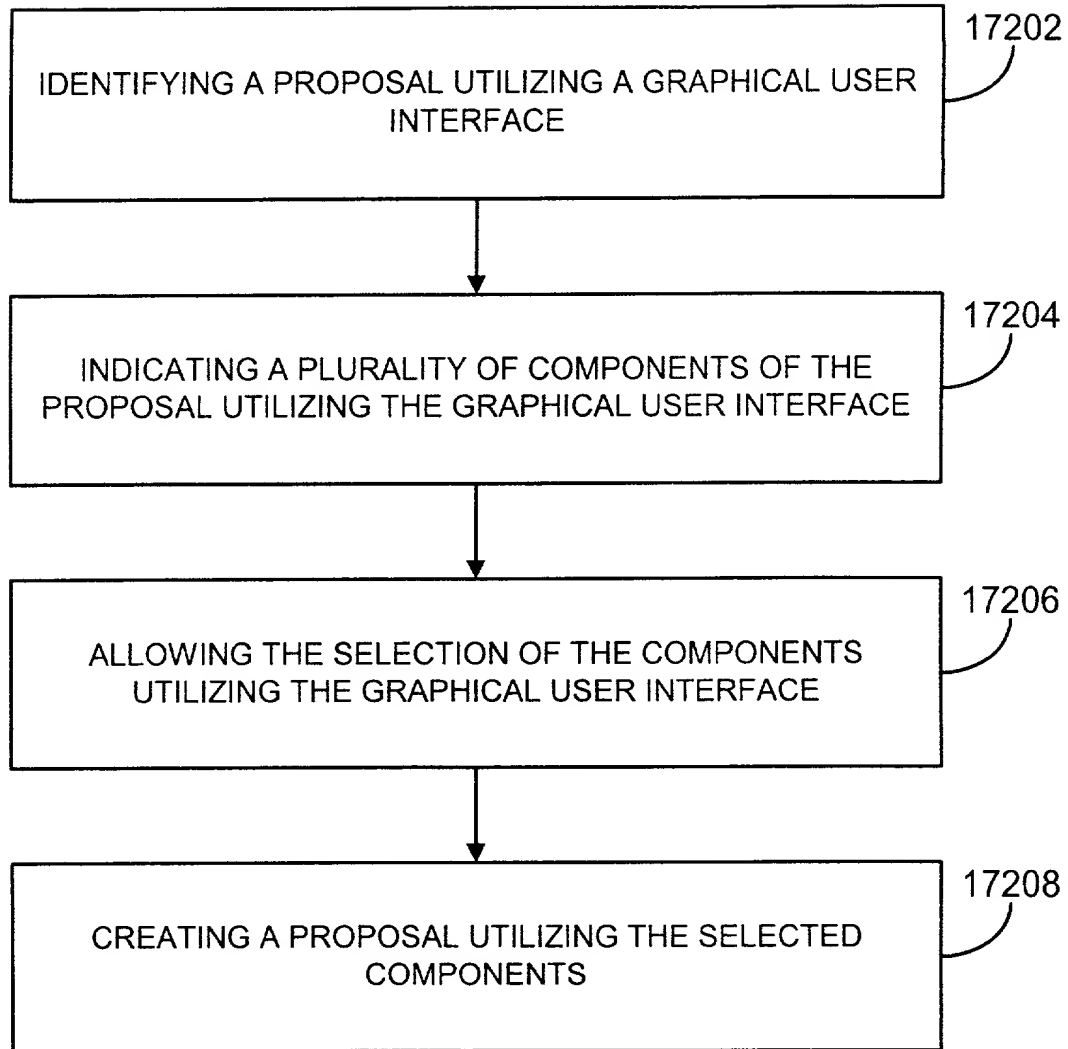 17202
IDENTIFYING A PROPOSAL UTILIZING A GRAPHICAL USER
INTERFACE
17204
INDICATING A PLURALITY OF COMPONENTS OF THE
PROPOSAL UTILIZING THE GRAPHICAL USER INTERFACE
17206
ALLOWING THE SELECTION OF THE COMPONENTS
UTILIZING THE GRAPHICAL USER INTERFACE
17208
CREATING A PROPOSAL UTILIZING THE SELECTED
COMPONENTS